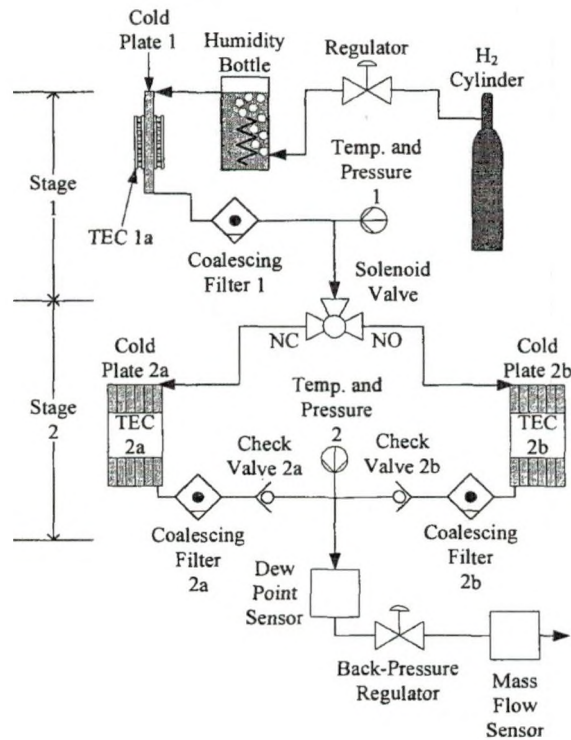 Cold
Plate 1
Humidity
Bottle
Regulator
H2
Cylinder
Stage
1
TEC 1a
Temp. and
Pressure
1
Coalescing
Filter 1
Solenoid
Valve
NC
NO
Cold
Plate 2a
Cold
Plate 2b
Stage
2
TEC
2a
Temp. and
Pressure
2
TEC
2b
Check
Valve 2a
Check
Valve 2b
Coalescing
Filter
2a
Coalescing
Filter
2b
Dew
Point
Sensor
Back-Pressure
Regulator
Mass
Flow
Sensor